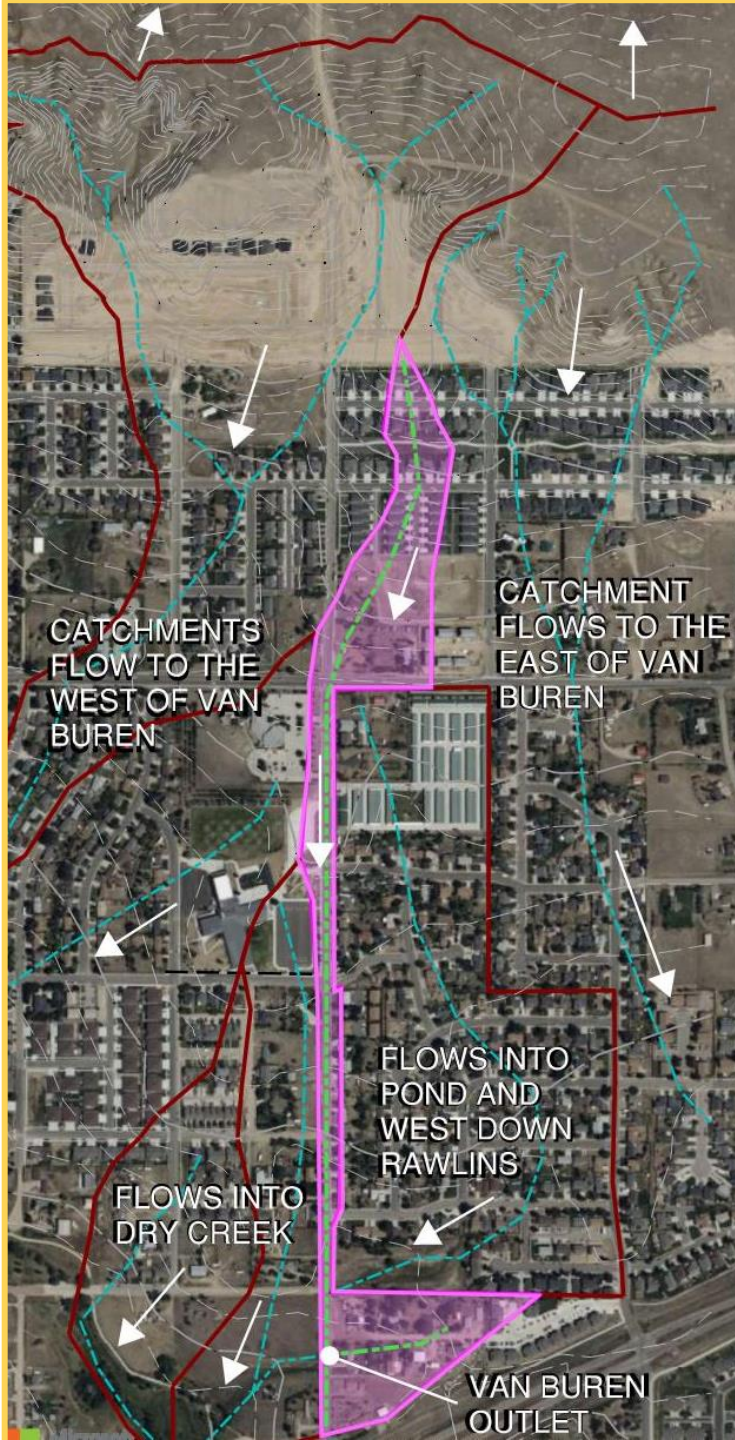 CATCHMENTS
FLOW TO THE
WEST OF VAN
BUREN
CATCHMENT
FLOWS TO THE
EAST OF VAN
BUREN
FLOWS INTO
POND AND
WEST DOWN
RAWLINS
FLOWS INTO
DRY CREEK
VAN BUREN
OUTLET